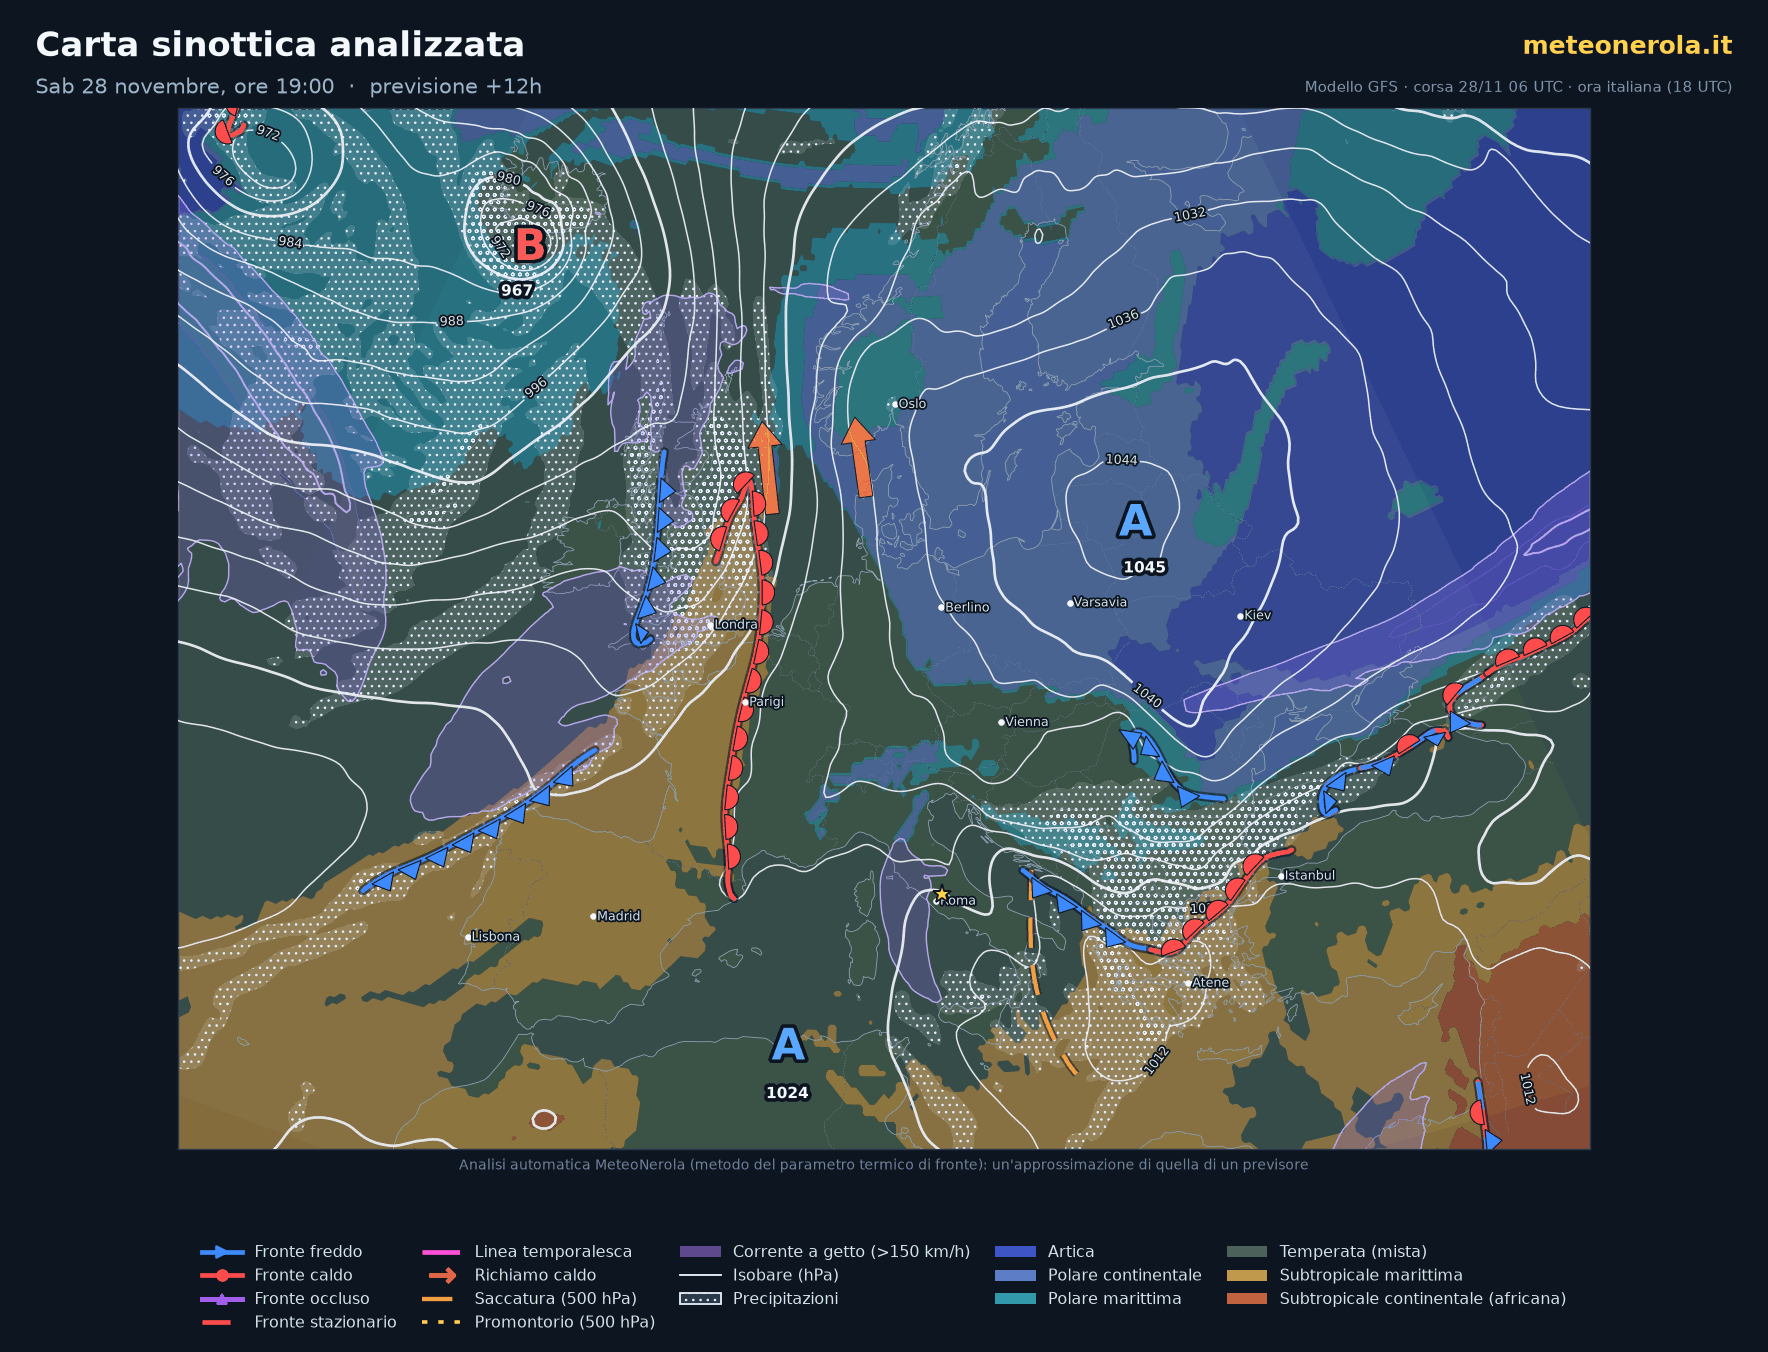 Carta sinottica analizzata
meteonerola.it
Sab 28 novembre, ore 19:00 · previsione +12h
Modello GFS · corsa 28/11 06 UTC · ora italiana (18 UTC)
972
976
980
976
972
B
967
984
988
996
1032
1036
Oslo
1044
A
1045
Berlino
Varsavia
Kiev
Londra
1040
Parigi
Vienna
Istanbul
Roma
Madrid
Lisbona
Atene
A
1024
1012
1012
Analisi automatica MeteoNerola (metodo del parametro termico di fronte): un'approssimazione di quella di un previsore
Fronte freddo
Fronte caldo
Fronte occluso
Fronte stazionario
Linea temporalesca
Richiamo caldo
Saccatura (500 hPa)
Promontorio (500 hPa)
Corrente a getto (>150 km/h)
Isobare (hPa)
Precipitazioni
Artica
Polare continentale
Polare marittima
Temperata (mista)
Subtropicale marittima
Subtropicale continentale (africana)